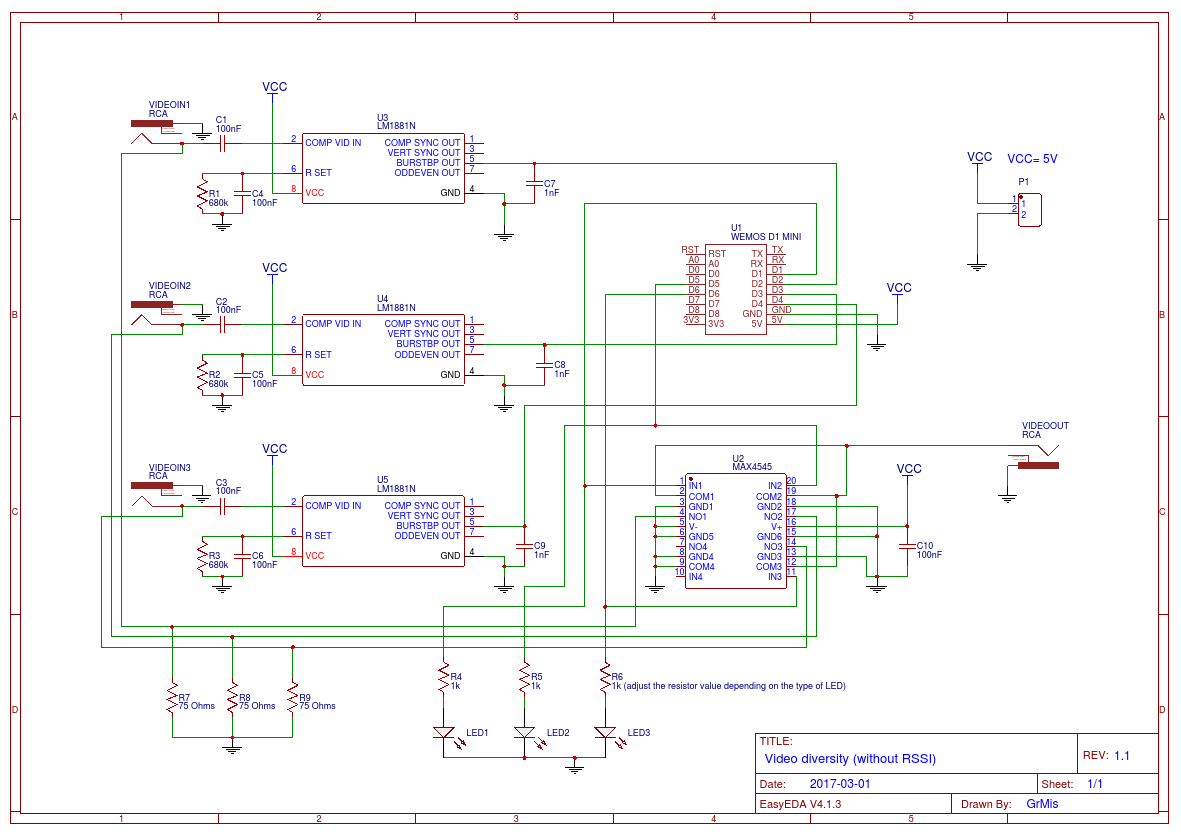 1 2 3 4 5
A
B
C
D
A
B
C
D
1 2 3 4 5
VIDEOIN1
RCA
C1
100nF
VCC
U3
LM1881N
2 COMP VID IN
6 R SET
8 VCC
COMP SYNC OUT 1
VERT SYNC OUT 3
BURSTBP OUT 5
ODDEVEN OUT 7
GND 4
R1
680k
C4
100nF
C7
1nF
VIDEOIN2
RCA
C2
100nF
VCC
U4
LM1881N
2 COMP VID IN
6 R SET
8 VCC
COMP SYNC OUT 1
VERT SYNC OUT 3
BURSTBP OUT 5
ODDEVEN OUT 7
GND 4
R2
680k
C5
100nF
C8
1nF
VIDEOIN3
RCA
C3
100nF
VCC
U5
LM1881N
2 COMP VID IN
6 R SET
8 VCC
COMP SYNC OUT 1
VERT SYNC OUT 3
BURSTBP OUT 5
ODDEVEN OUT 7
GND 4
R3
680k
C6
100nF
C9
1nF
U1
WEMOS D1 MINI
RST RST TX TX
A0 A0 RX RX
D0 D0 D1 D1
D5 D5 D2 D2
D6 D6 D3 D3
D7 D7 D4 D4
D8 D8 GND GND
3V3 3V3 5V 5V
VCC
VCC
VCC= 5V
P1
1 1
2 2
U2
MAX4545
1 IN1 IN2 20
2 COM1 COM2 19
3 GND1 GND2 18
4 NO1 NO2 17
5 V- V+ 16
6 GND5 GND6 15
7 NO4 NO3 14
8 GND4 GND3 13
9 COM4 COM3 12
10 IN4 IN3 11
VIDEOOUT
RCA
VCC
C10
100nF
R7
75 Ohms
R8
75 Ohms
R9
75 Ohms
R4
1k
R5
1k
R6
1k (adjust the resistor value depending on the type of LED)
LED1
LED2
LED3
TITLE:
Video diversity (without RSSI)
REV: 1.1
Date: 2017-03-01
Sheet: 1/1
EasyEDA V4.1.3
Drawn By: GrMis